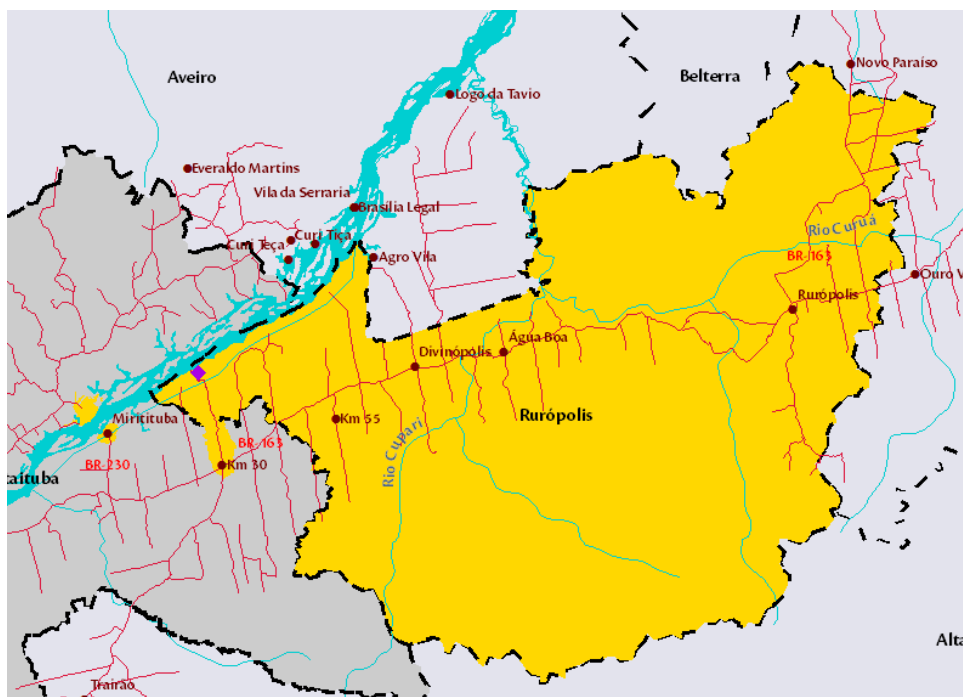 Novo Paraíso
Aveiro
Belterra
Logo da Tavio
Everaldo Martins
Vila da Serraria
Brasília Legal
Rio Curuá
Curi Tiça
Curi Teça
Agro Vila
BR-163
Ouro V
Rurópolis
Água Boa
Divinópolis
Miritituba
Km 55
Rurópolis
BR-163
Rio Cupari
BR-230
Km 30
taituba
Alta
Trairão